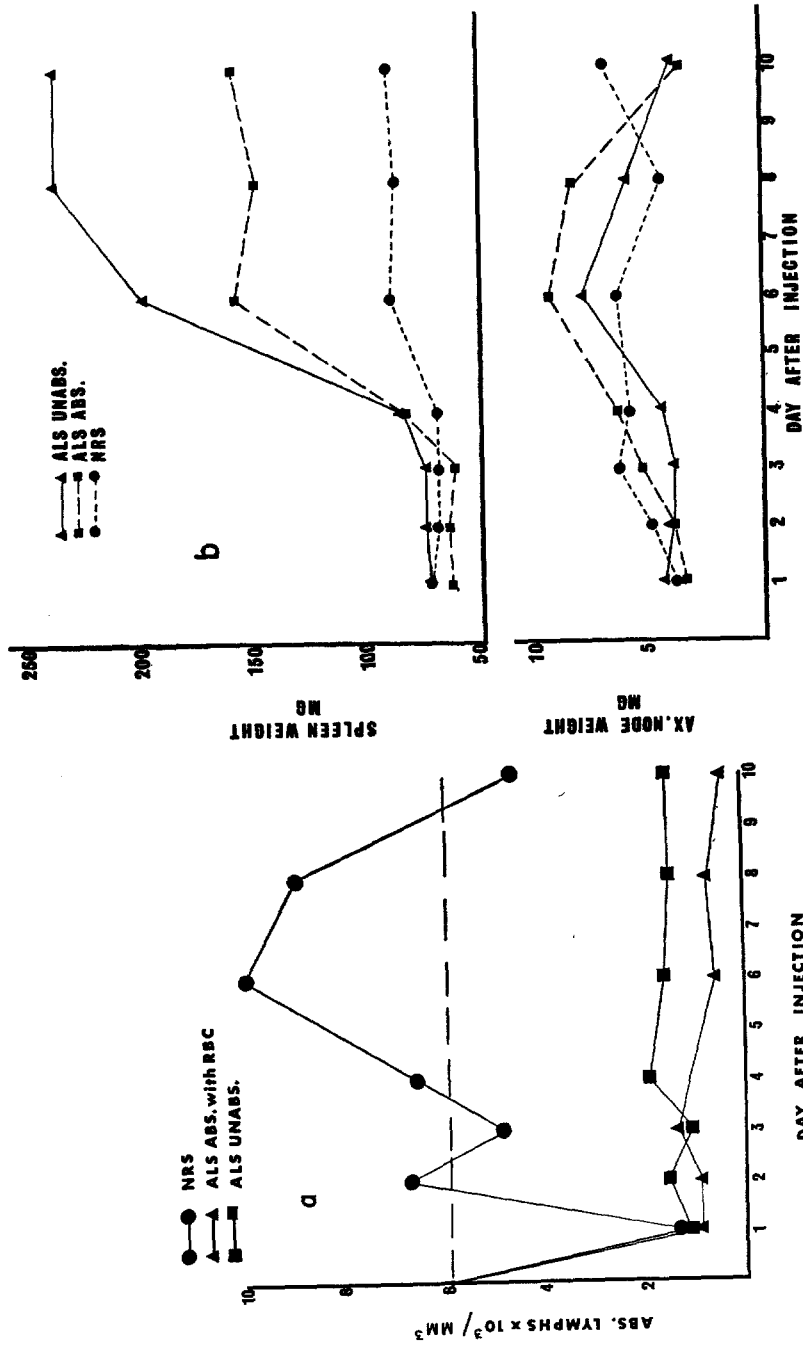 a
NRS
ALS ABS. with RBC
ALS UNABS.
ABS. LYMPHS x 10³/MM³
10
8
6
4
2
1 2 3 4 5 6 7 8 9 10
DAY AFTER INJECTION
b
ALS UNABS.
ALS ABS.
NRS
SPLEEN WEIGHT
MG
250
200
150
100
50
AX.NODE WEIGHT
MG
10
5
1 2 3 4 5 6 7 8 9 10
DAY AFTER INJECTION